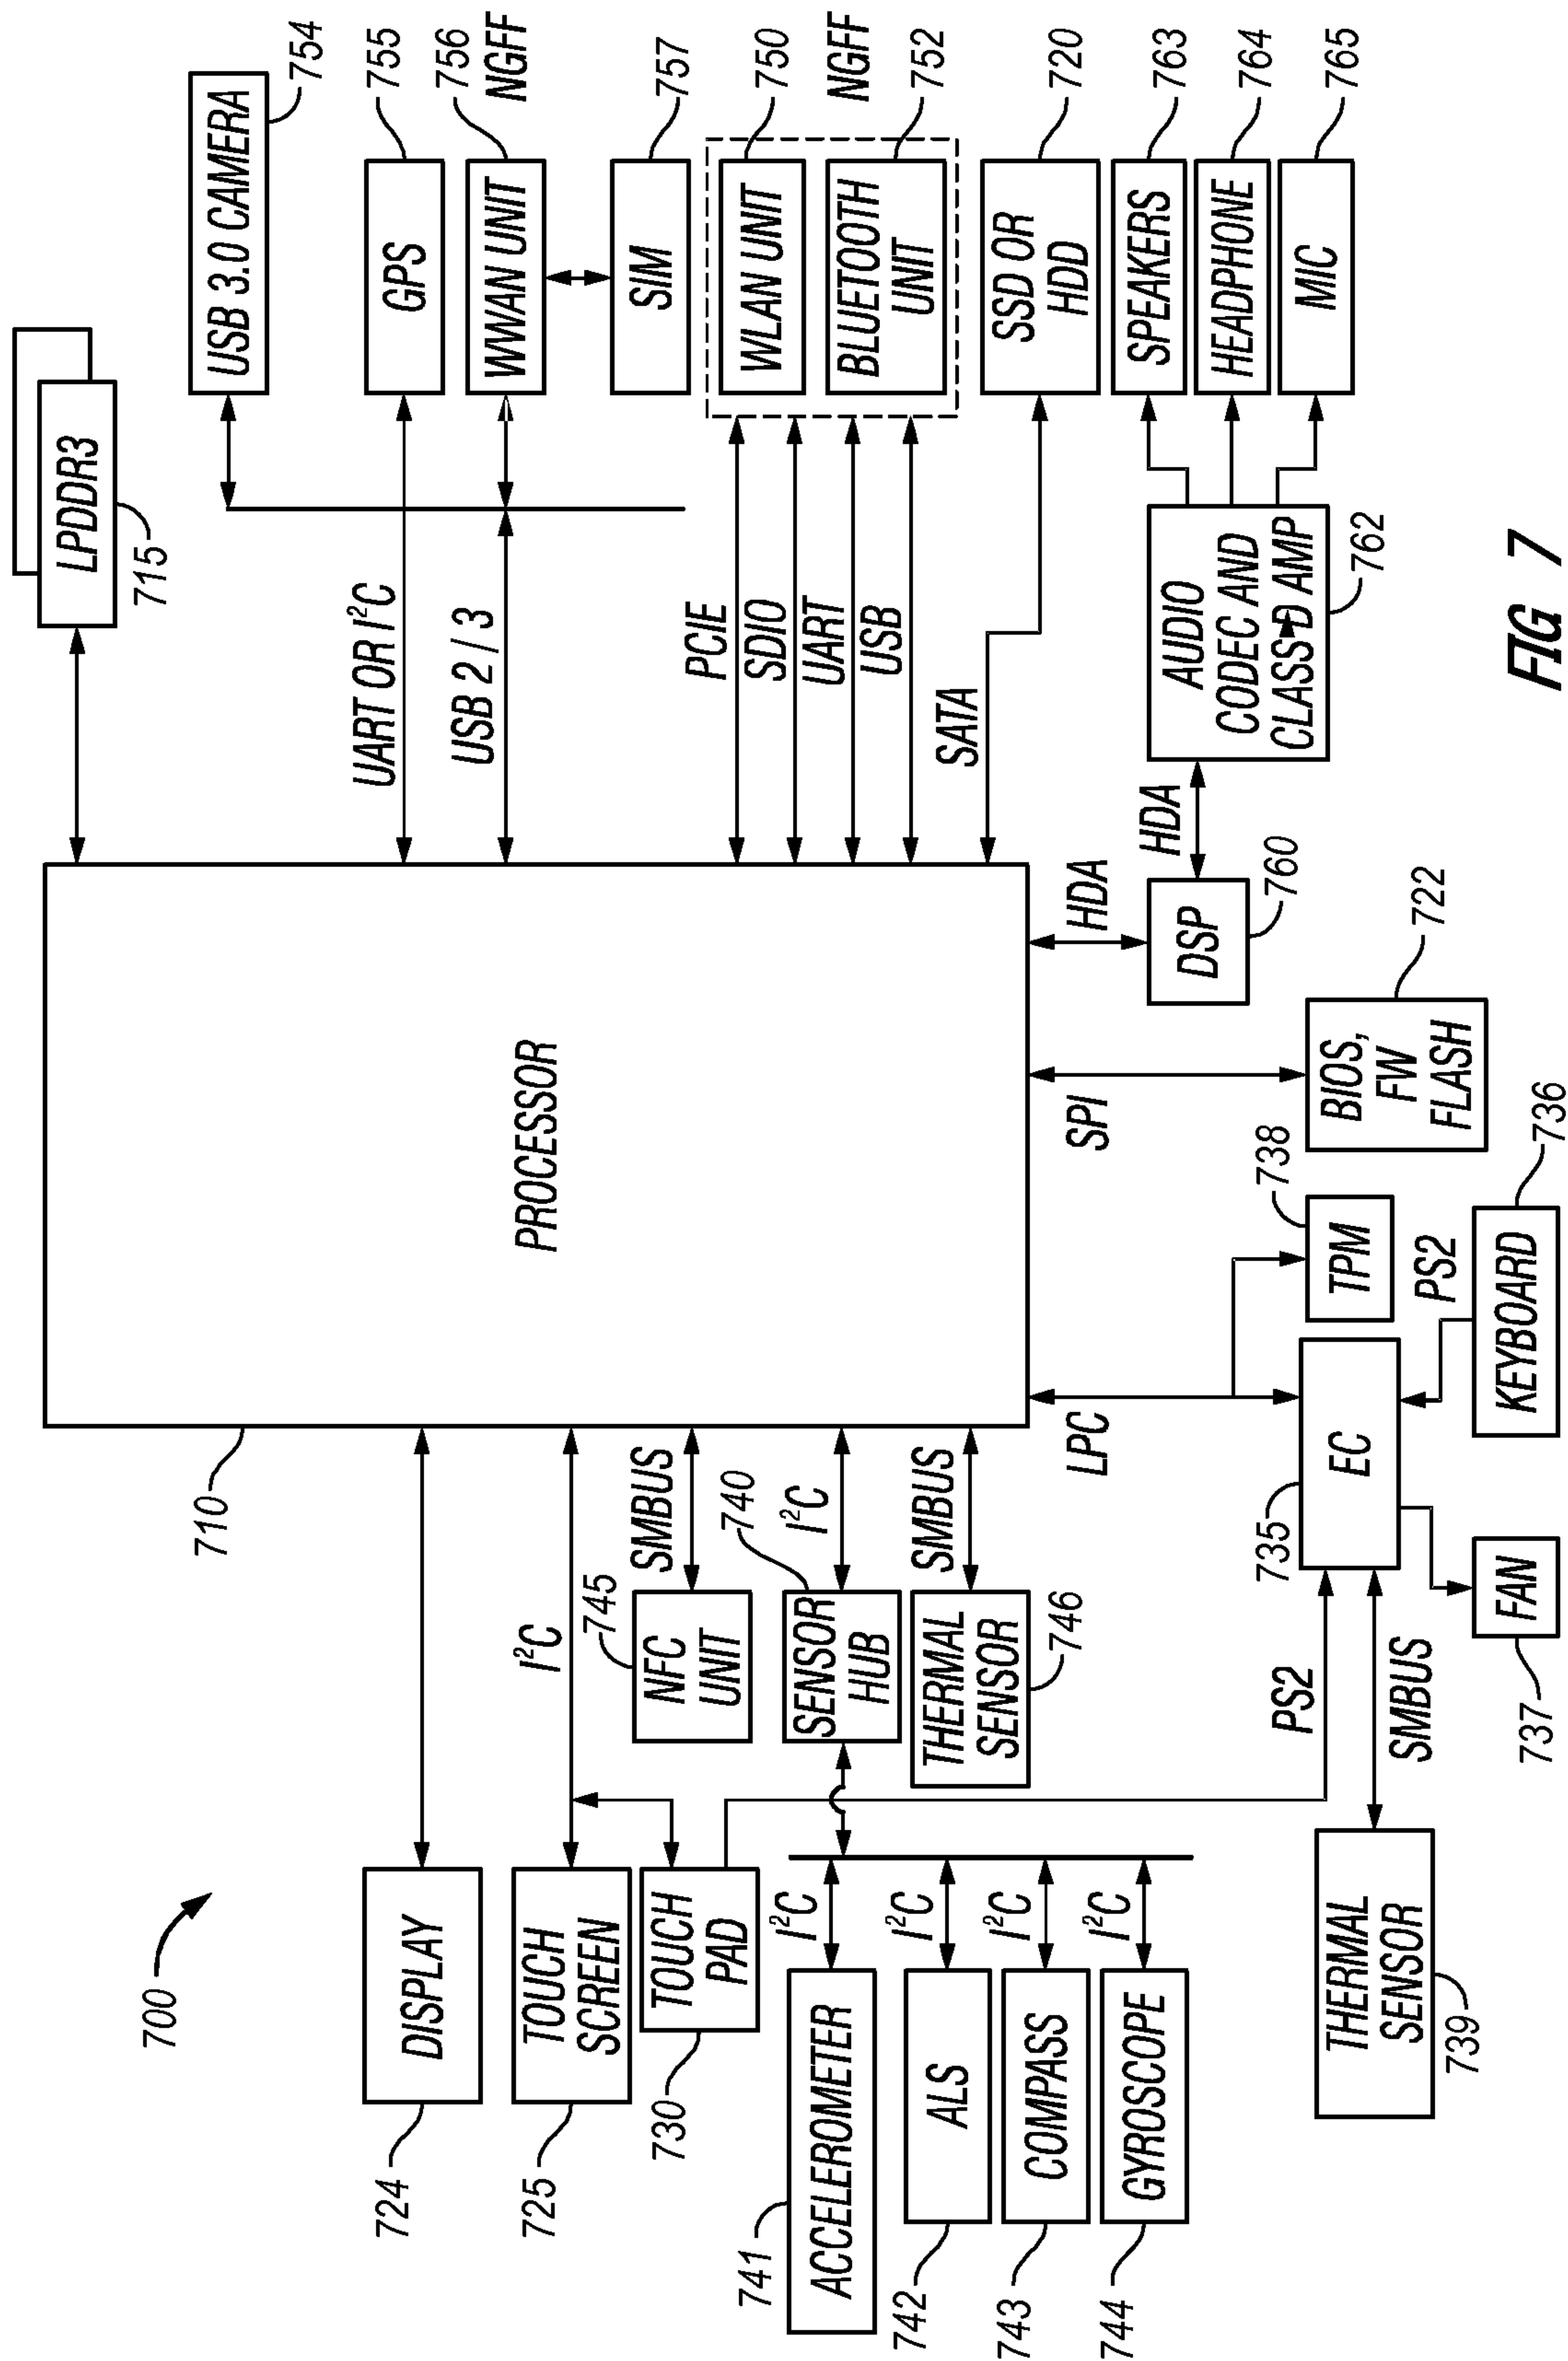 700
LPDDR3
715
USB 3.0 CAMERA
754
710
PROCESSOR
DISPLAY
724
UART OR I²C
GPS
755
USB 2 / 3
WWAN UNIT
756
NGFF
I²C
TOUCH
SCREEN
725
SIM
757
TOUCH
PAD
730
SMBUS
NFC
UNIT
745
PCIE
SDIO
UART
USB
WLAN UNIT
750
NGFF
BLUETOOTH
UNIT
752
I²C
SENSOR
HUB
740
SMBUS
THERMAL
SENSOR
746
SATA
SSD OR
HDD
720
I²C
ACCELEROMETER
741
I²C
ALS
742
I²C
COMPASS
743
I²C
GYROSCOPE
744
LPC
SPI
HDA
DSP
760
HDA
AUDIO
CODEC AND
CLASS D AMP
762
SPEAKERS
763
HEADPHONE
764
MIC
765
PS2
SMBUS
THERMAL
SENSOR
739
EC
735
TPM
738
BIOS,
FW
FLASH
722
FAN
737
PS2
KEYBOARD
736
FIG 7